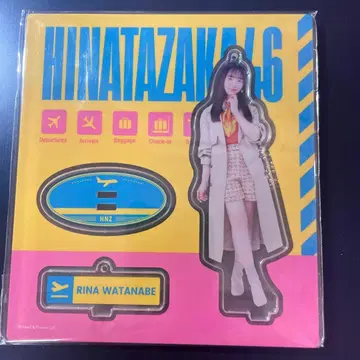 HINATAZAKA46
Departures Arrivals Baggage Check-in
HNZ
RINA WATANABE